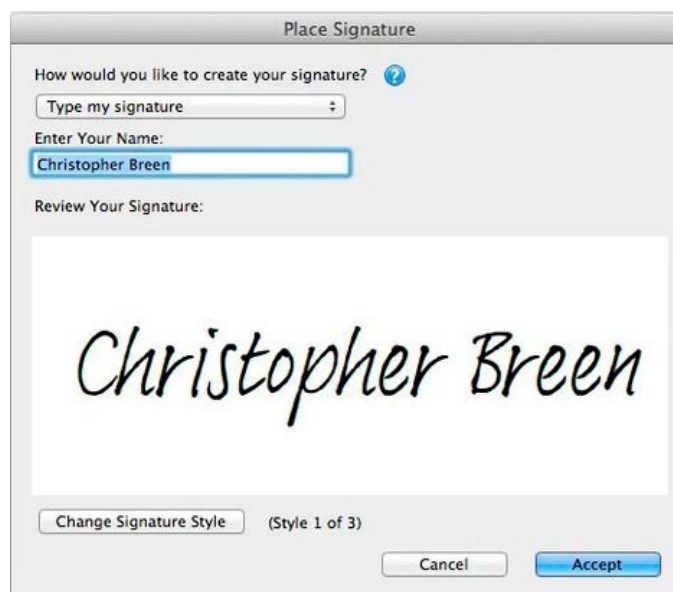 Place Signature
How would you like to create your signature? ?
Type my signature
Enter Your Name:
Christopher Breen
Review Your Signature:
Christopher Breen
Change Signature Style (Style 1 of 3)
Cancel Accept